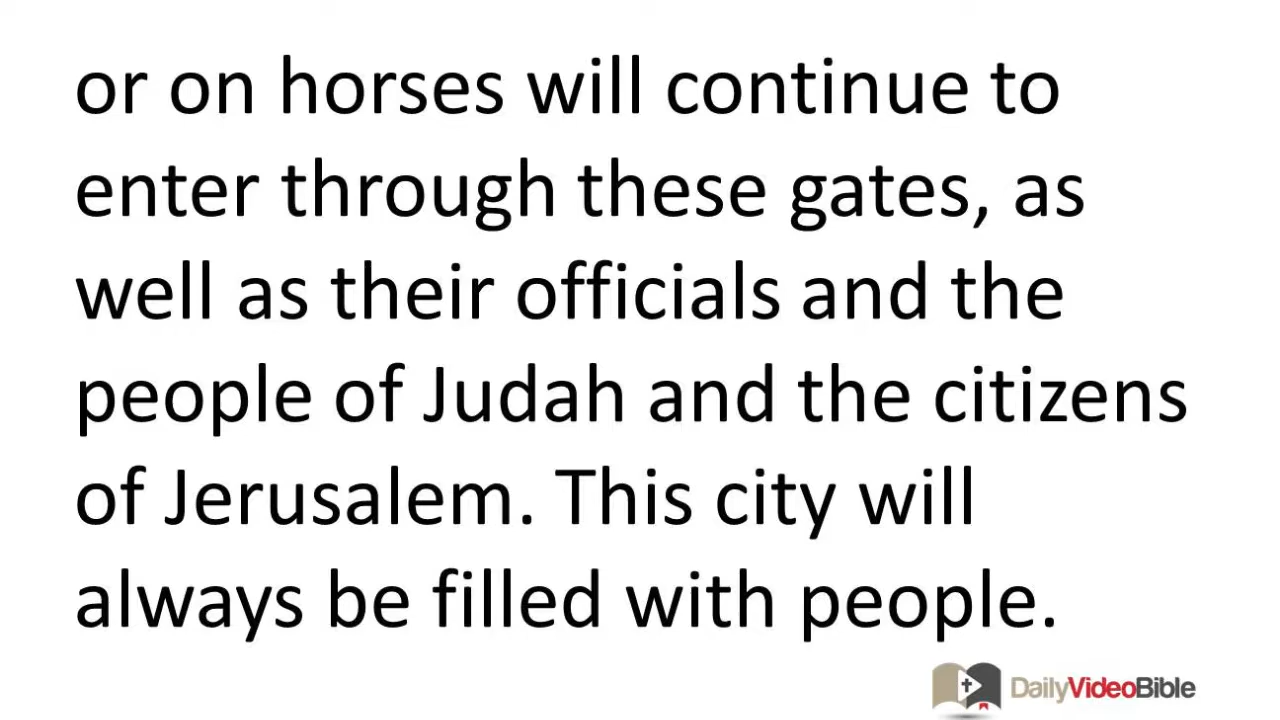 or on horses will continue to
enter through these gates, as
well as their officials and the
people of Judah and the citizens
of Jerusalem. This city will
always be filled with people.
DailyVideoBible